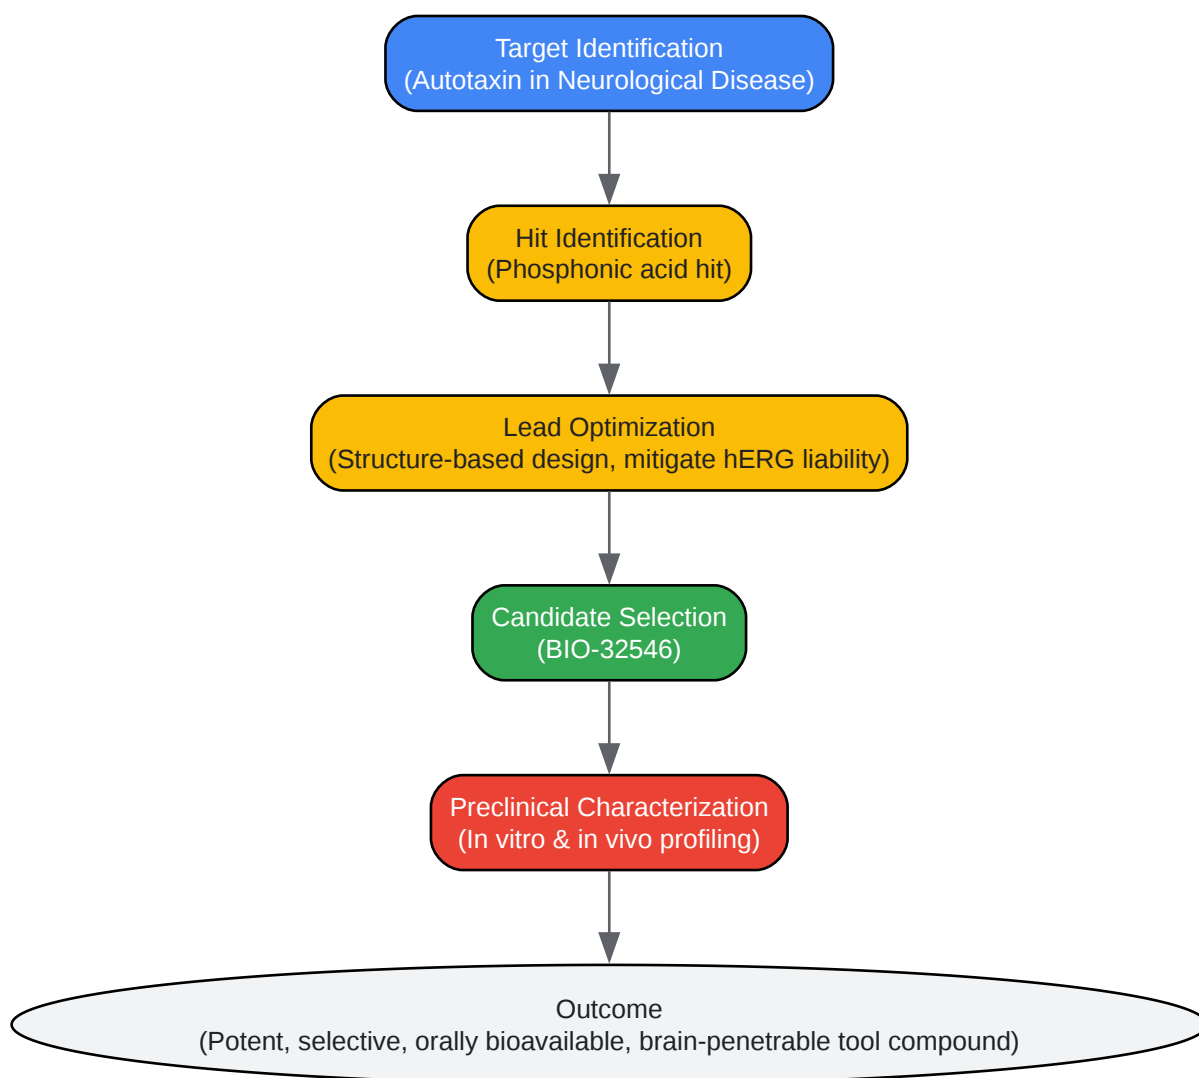 Target Identification
(Autotaxin in Neurological Disease)
Hit Identification
(Phosphonic acid hit)
Lead Optimization
(Structure-based design, mitigate hERG liability)
Candidate Selection
(BIO-32546)
Preclinical Characterization
(In vitro & in vivo profiling)
Outcome
(Potent, selective, orally bioavailable, brain-penetrable tool compound)